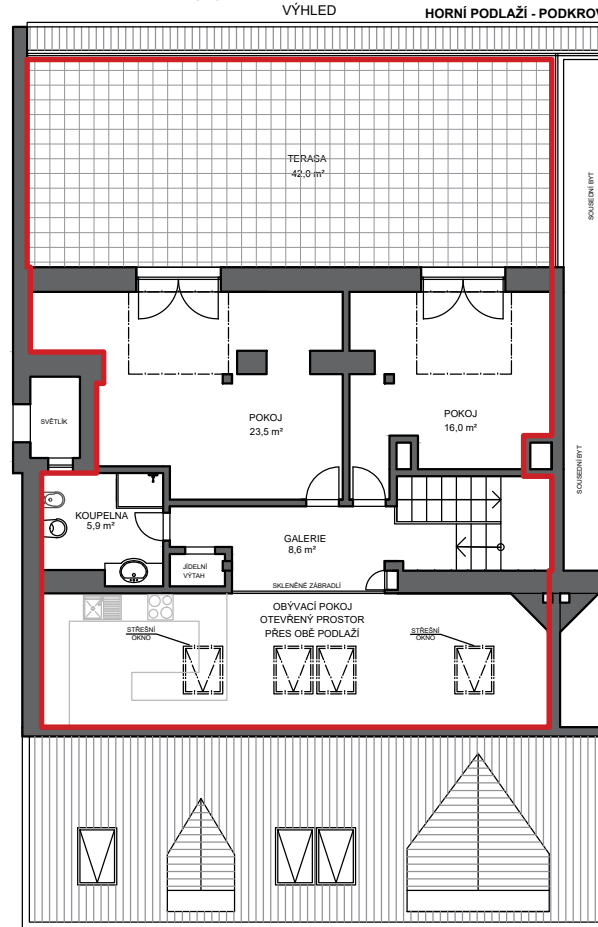 VÝHLED
HORNÍ PODLAŽÍ - PODKROV
TERASA
42,0 m²
SOUSEDNÍ BYT
SVĚTLÍK
POKOJ
23,5 m²
POKOJ
16,0 m²
SOUSEDNÍ BYT
KOUPELNA
5,9 m²
GALERIE
8,6 m²
JÍDELNÍ
VÝTAH
SKLENĚNÉ ZÁBRADLÍ
OBÝVACÍ POKOJ
OTEVŘENÝ PROSTOR
PŘES OBĚ PODLAŽÍ
STŘEŠNÍ
OKNO
STŘEŠNÍ
OKNO